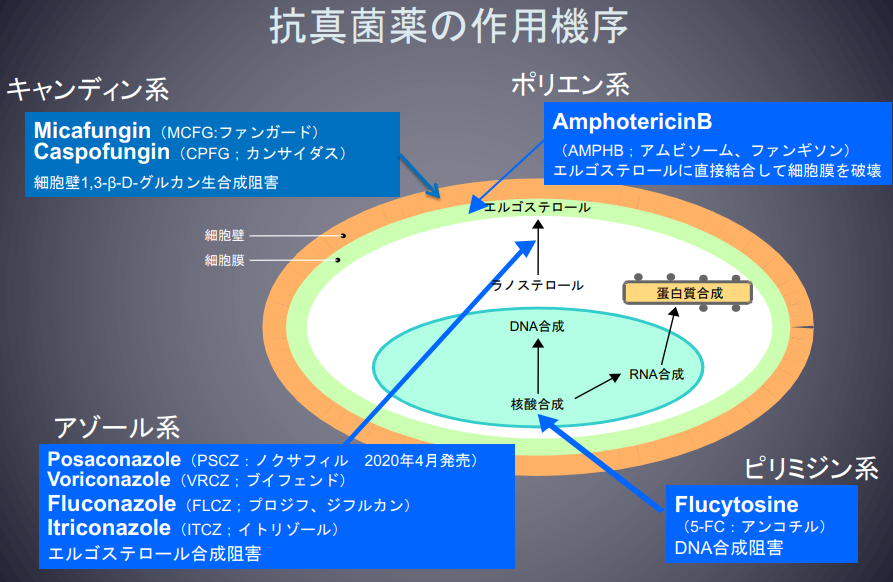 抗真菌薬の作用機序
キャンディン系
Micafungin（MCFG:ファンガード）
Caspofungin（CPFG；カンサイダス）
細胞壁1,3-β-D-グルカン生合成阻害
ポリエン系
AmphotericinB
（AMPHB；アムビソーム、ファンギソン）
エルゴステロールに直接結合して細胞膜を破壊
エルゴステロール
細胞壁
細胞膜
ラノステロール
蛋白質合成
DNA合成
RNA合成
核酸合成
アゾール系
Posaconazole（PSCZ：ノクサフィル　2020年4月発売）
Voriconazole（VRCZ；ブイフェンド）
Fluconazole（FLCZ；プロジフ、ジフルカン）
Itriconazole（ITCZ；イトリゾール）
エルゴステロール合成阻害
ピリミジン系
Flucytosine
（5-FC：アンコチル）
DNA合成阻害